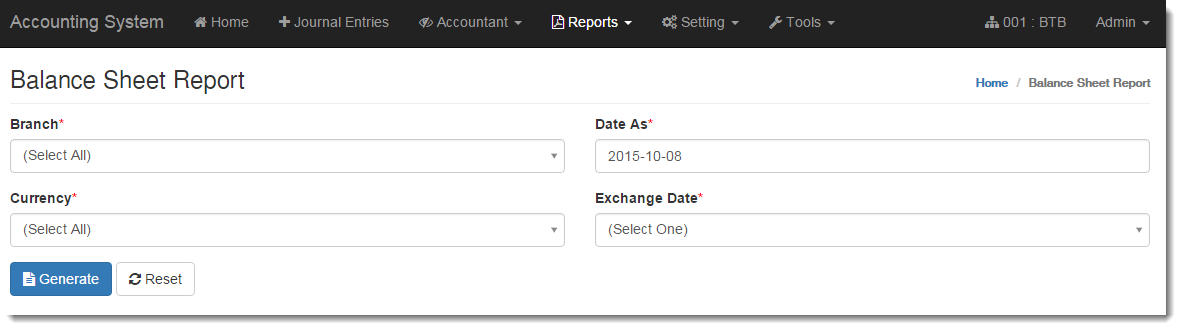 Accounting System Home Journal Entries Accountant Reports Setting Tools 001 : BTB Admin
Balance Sheet Report Home / Balance Sheet Report
Branch* Date As*
(Select All) 2015-10-08
Currency* Exchange Date*
(Select All) (Select One)
Generate Reset